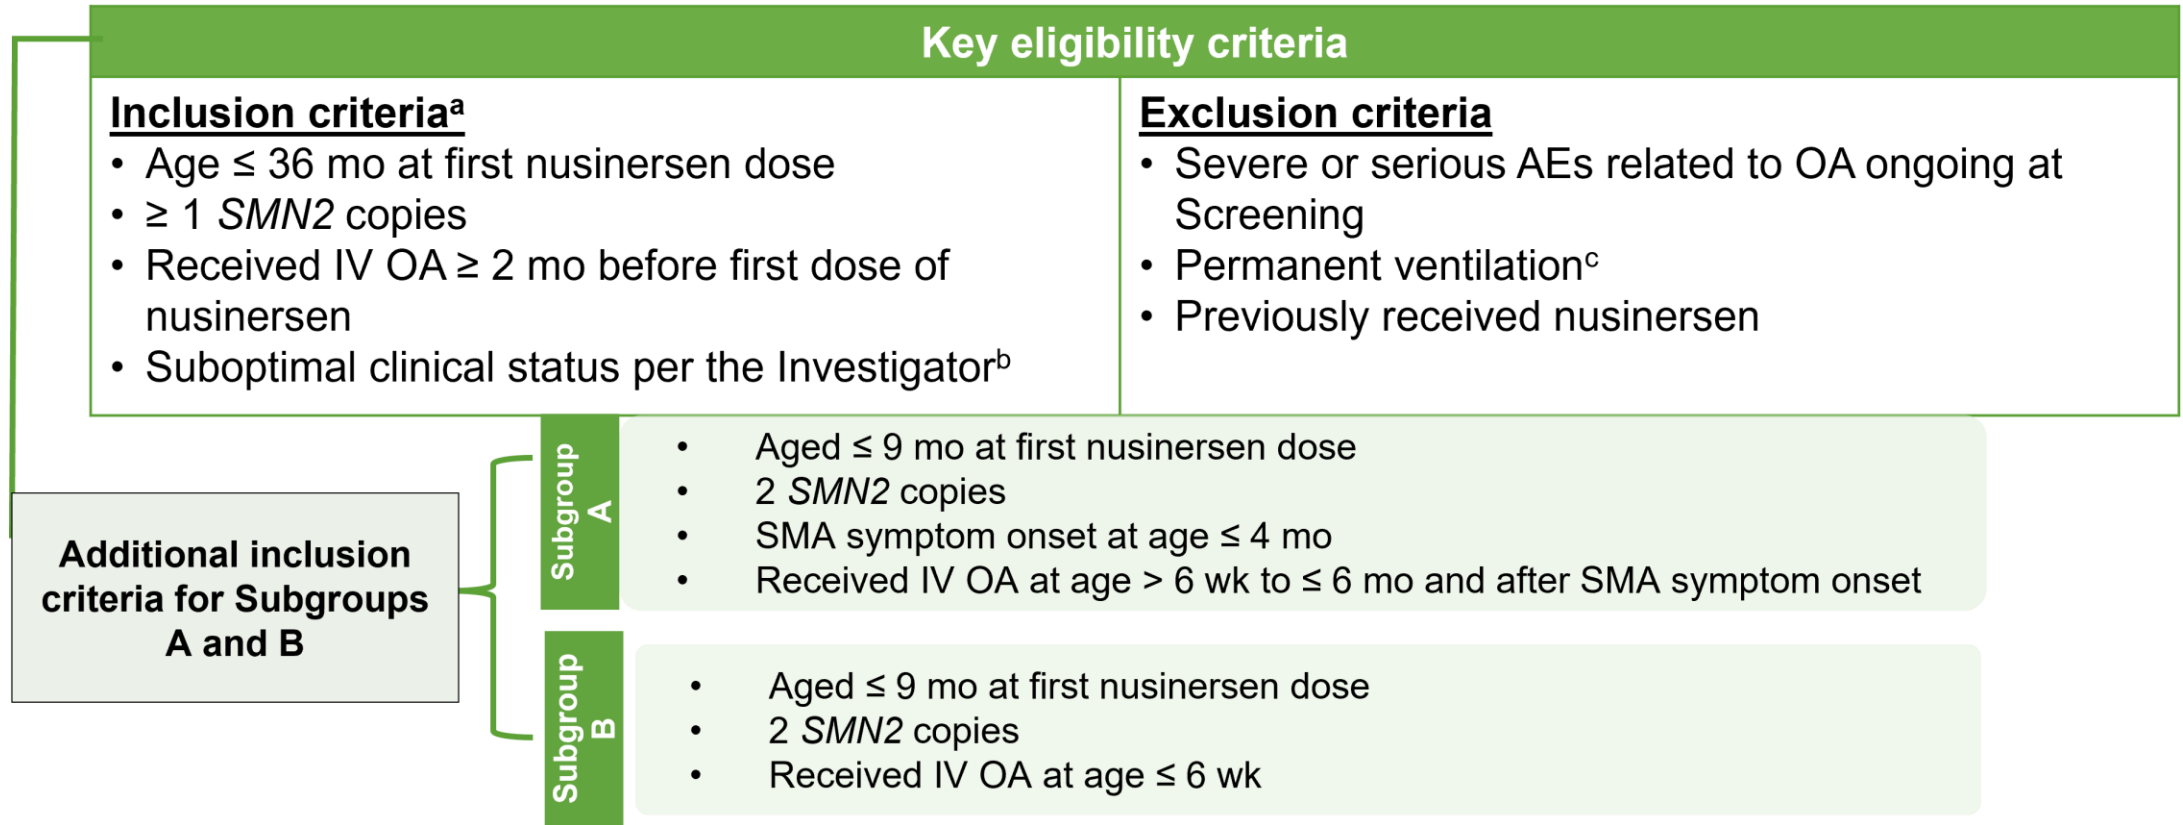 Key eligibility criteria
Inclusion criteriaᵃ
• Age ≤ 36 mo at first nusinersen dose
• ≥ 1 SMN2 copies
• Received IV OA ≥ 2 mo before first dose of
nusinersen
• Suboptimal clinical status per the Investigatorᵇ
Exclusion criteria
• Severe or serious AEs related to OA ongoing at
Screening
• Permanent ventilationᶜ
• Previously received nusinersen
Additional inclusion
criteria for Subgroups
A and B
Subgroup
A
• Aged ≤ 9 mo at first nusinersen dose
• 2 SMN2 copies
• SMA symptom onset at age ≤ 4 mo
• Received IV OA at age > 6 wk to ≤ 6 mo and after SMA symptom onset
Subgroup
B
• Aged ≤ 9 mo at first nusinersen dose
• 2 SMN2 copies
• Received IV OA at age ≤ 6 wk